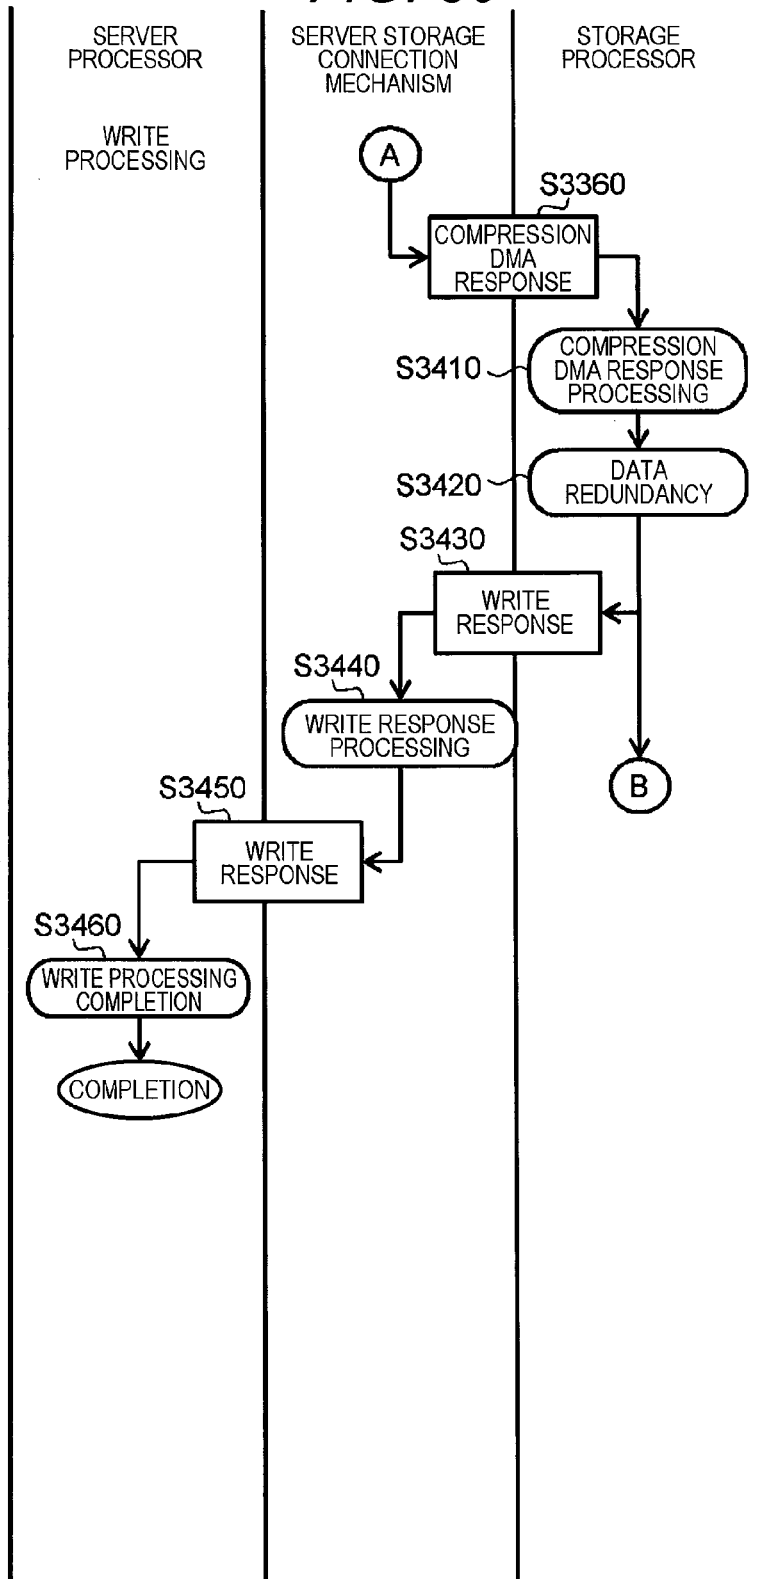 SERVER
PROCESSOR
SERVER STORAGE
CONNECTION
MECHANISM
STORAGE
PROCESSOR
WRITE
PROCESSING
A
S3360
COMPRESSION
DMA
RESPONSE
S3410
COMPRESSION
DMA RESPONSE
PROCESSING
S3420
DATA
REDUNDANCY
S3430
WRITE
RESPONSE
S3440
WRITE RESPONSE
PROCESSING
B
S3450
WRITE
RESPONSE
S3460
WRITE PROCESSING
COMPLETION
COMPLETION